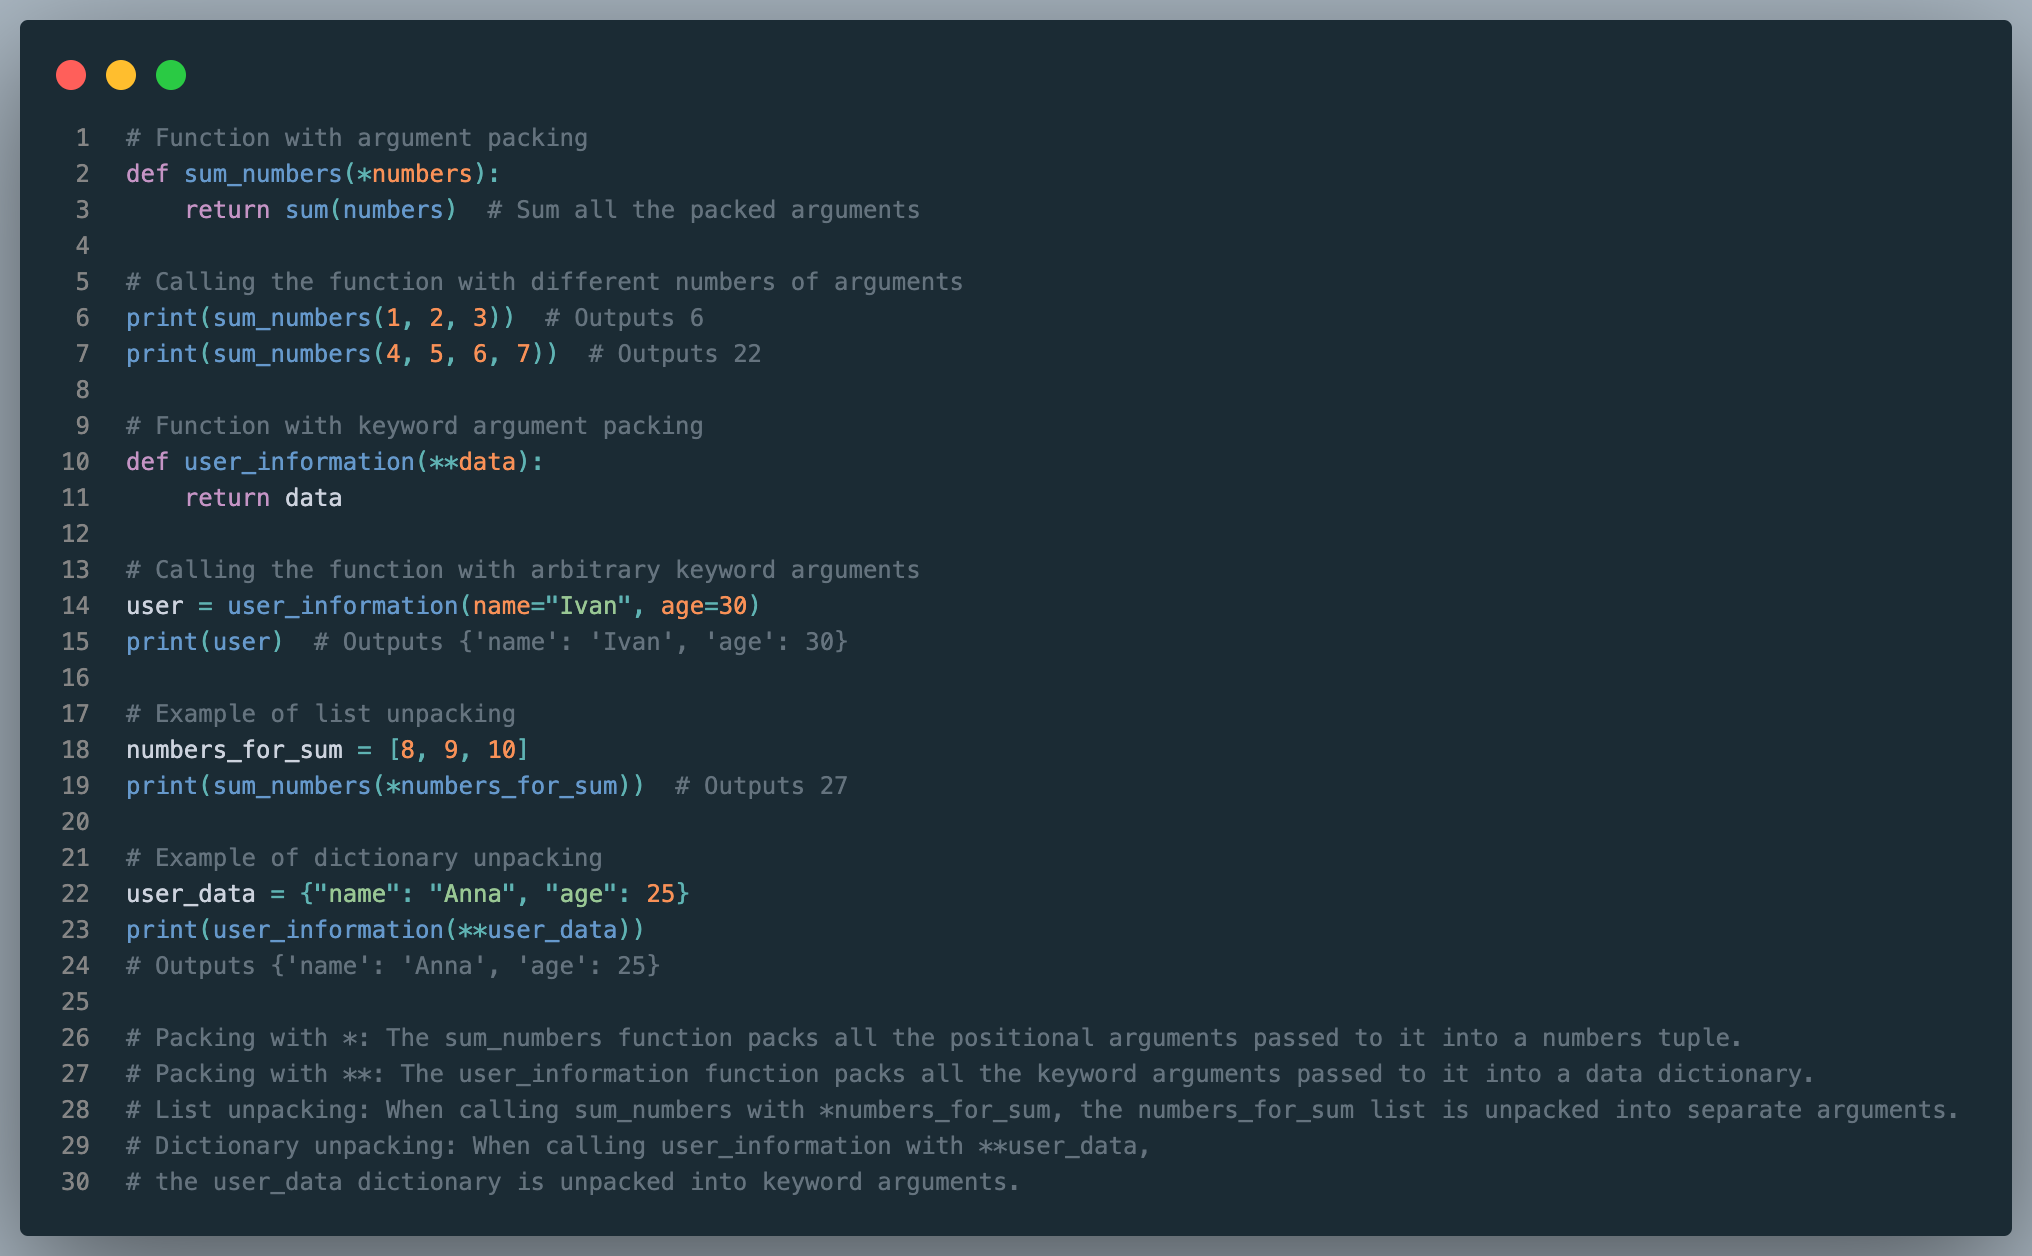 1 # Function with argument packing
2 def sum_numbers(*numbers):
3     return sum(numbers)  # Sum all the packed arguments
4
5 # Calling the function with different numbers of arguments
6 print(sum_numbers(1, 2, 3))  # Outputs 6
7 print(sum_numbers(4, 5, 6, 7))  # Outputs 22
8
9 # Function with keyword argument packing
10 def user_information(**data):
11     return data
12
13 # Calling the function with arbitrary keyword arguments
14 user = user_information(name="Ivan", age=30)
15 print(user)  # Outputs {'name': 'Ivan', 'age': 30}
16
17 # Example of list unpacking
18 numbers_for_sum = [8, 9, 10]
19 print(sum_numbers(*numbers_for_sum))  # Outputs 27
20
21 # Example of dictionary unpacking
22 user_data = {"name": "Anna", "age": 25}
23 print(user_information(**user_data))
24 # Outputs {'name': 'Anna', 'age': 25}
25
26 # Packing with *: The sum_numbers function packs all the positional arguments passed to it into a numbers tuple.
27 # Packing with **: The user_information function packs all the keyword arguments passed to it into a data dictionary.
28 # List unpacking: When calling sum_numbers with *numbers_for_sum, the numbers_for_sum list is unpacked into separate arguments.
29 # Dictionary unpacking: When calling user_information with **user_data,
30 # the user_data dictionary is unpacked into keyword arguments.